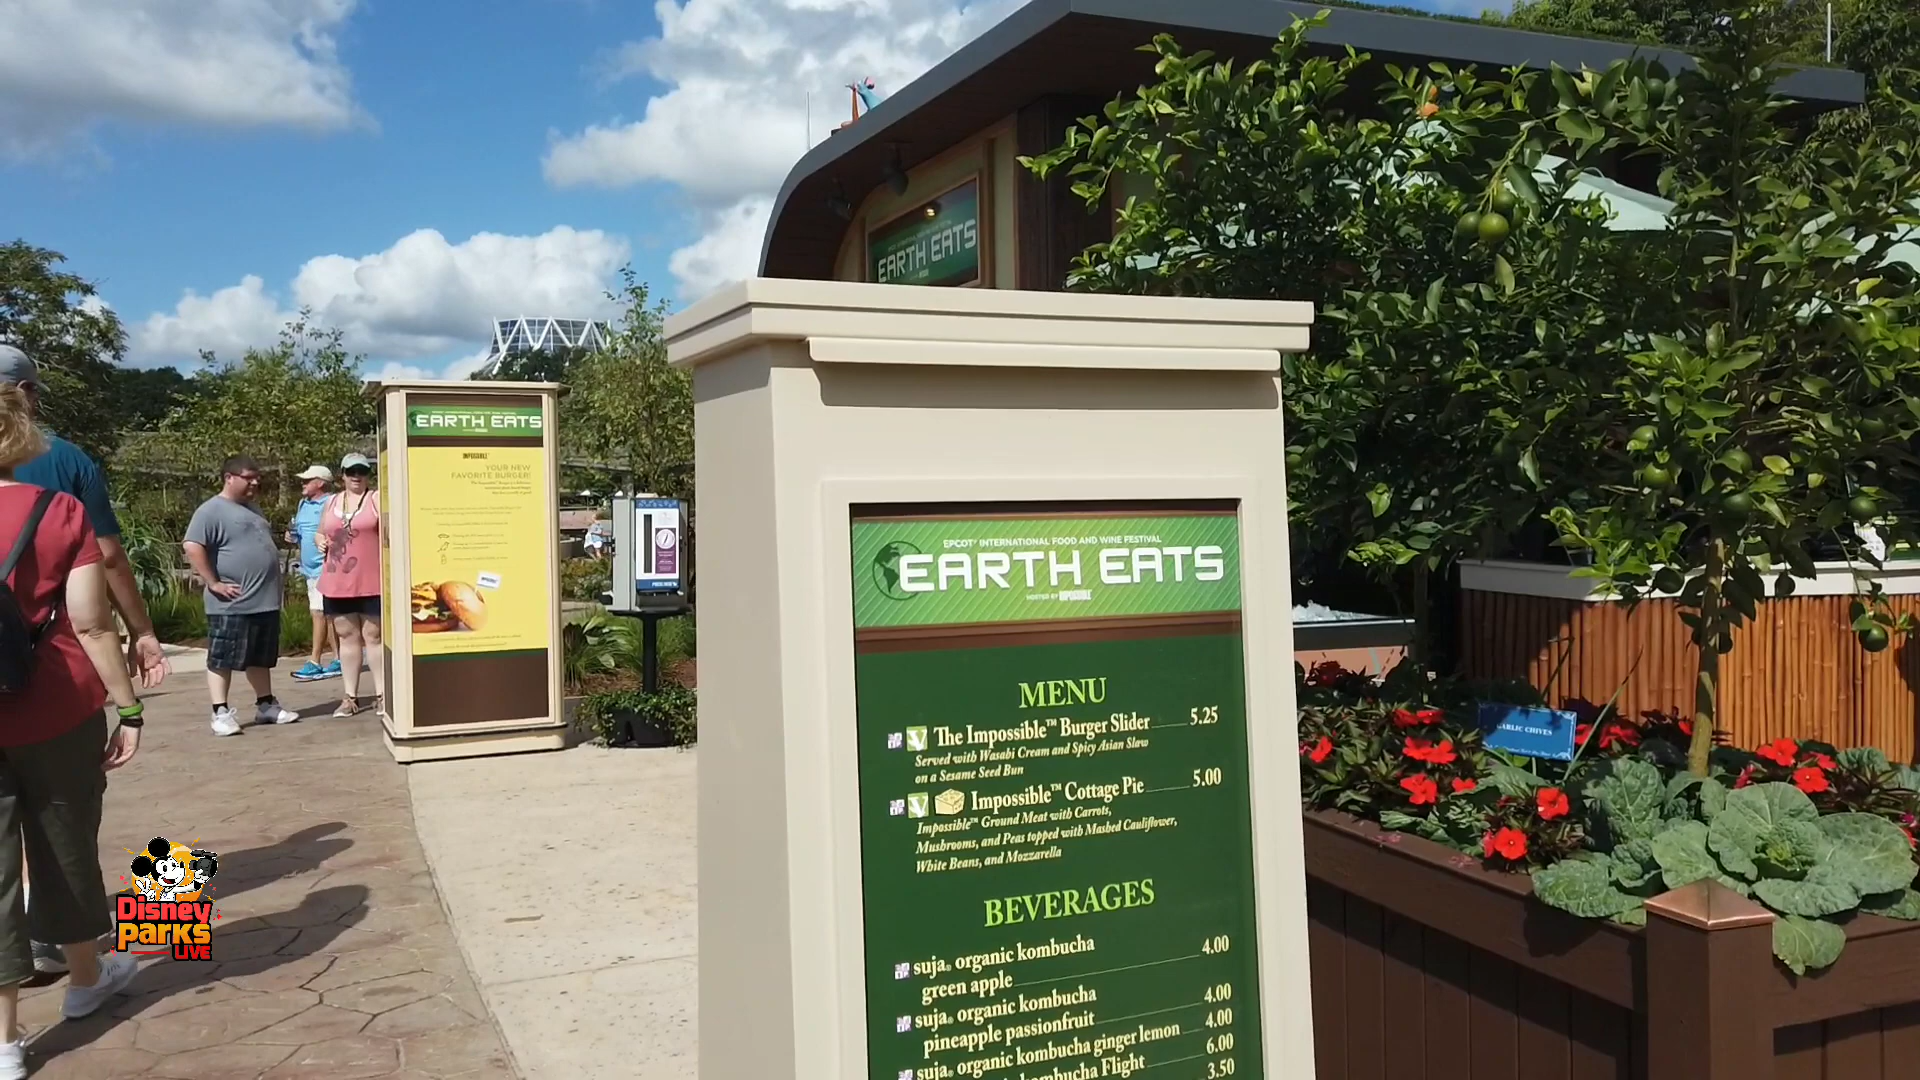 EARTH EATS
EARTH EATS
IMPOSSIBLE
YOUR NEW
FAVORITE BURGER!
EPCOT® INTERNATIONAL FOOD AND WINE FESTIVAL
EARTH EATS
HOSTED BY IMPOSSIBLE
MENU
The Impossible™ Burger Slider 5.25
Served with Wasabi Cream and Spicy Asian Slaw
on a Sesame Seed Bun
Impossible™ Cottage Pie 5.00
Impossible™ Ground Meat with Carrots,
Mushrooms, and Peas topped with Mashed Cauliflower,
White Beans, and Mozzarella
BEVERAGES
suja® organic kombucha
green apple 4.00
suja® organic kombucha
pineapple passionfruit 4.00
suja® organic kombucha ginger lemon 4.00
kombucha Flight 6.00
3.50
GARLIC CHIVES
Disney
Parks
LIVE